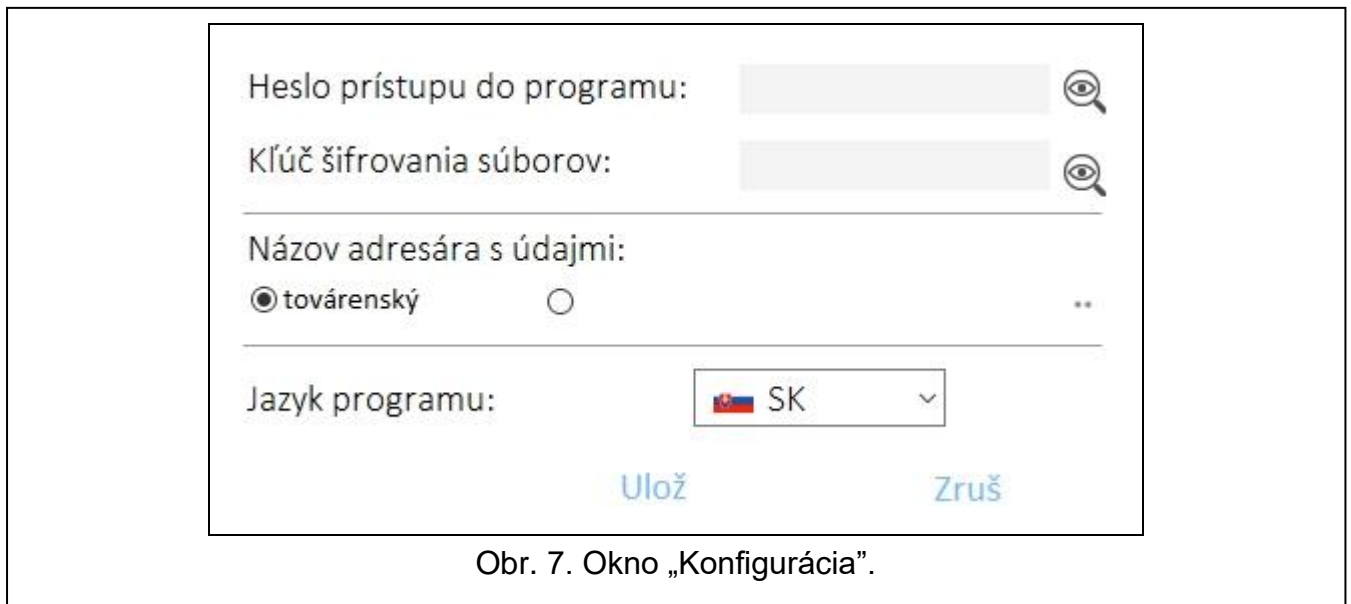 Heslo prístupu do programu:
Kľúč šifrovania súborov:
Názov adresára s údajmi:
továrenský
..
Jazyk programu: SK
Ulož Zruš
Obr. 7. Okno „Konfigurácia”.